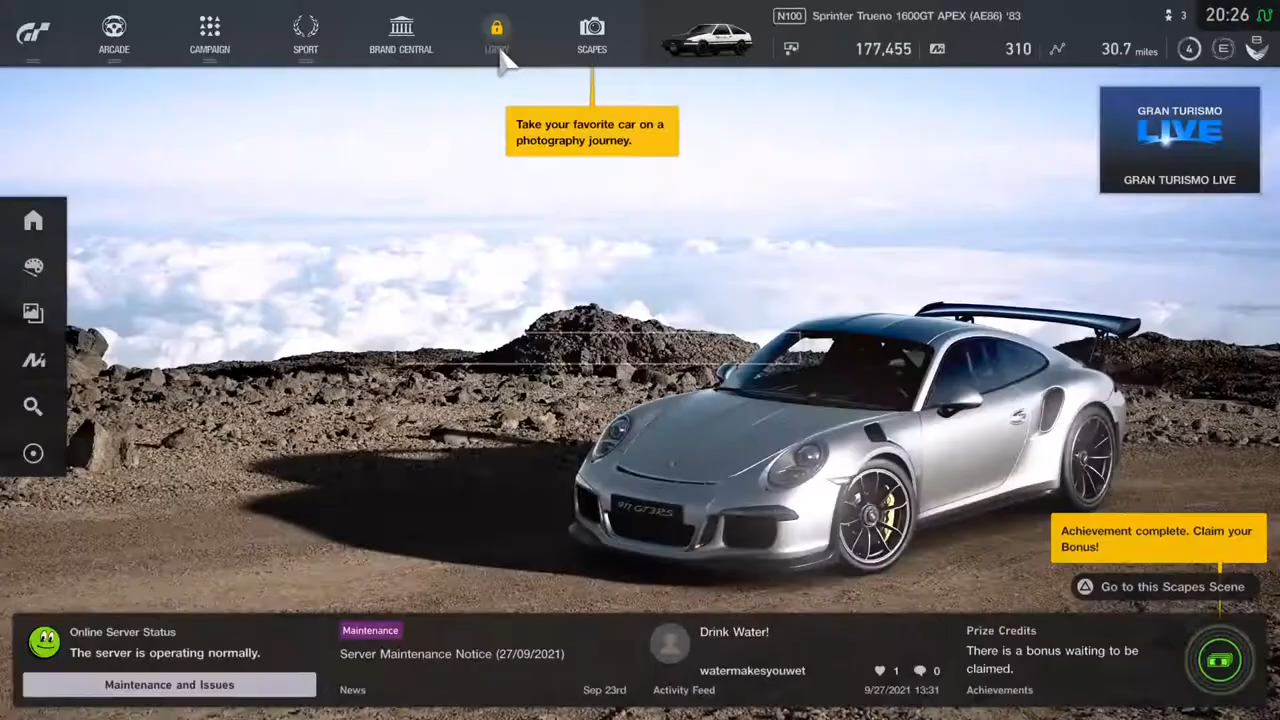 ARCADE
CAMPAIGN
SPORT
BRAND CENTRAL
LOBBY
SCAPES
N100 Sprinter Trueno 1600GT APEX (AE86) '83
3
20:26
177,455
310
30.7 miles
4
E
Take your favorite car on a
photography journey.
GRAN TURISMO
LIVE
GRAN TURISMO LIVE
911 GT3 RS
Achievement complete. Claim your
Bonus!
Go to this Scapes Scene
Online Server Status
The server is operating normally.
Maintenance and Issues
Maintenance
Server Maintenance Notice (27/09/2021)
News
Sep 23rd
Drink Water!
watermakesyouwet
1
0
Activity Feed
9/27/2021 13:31
Prize Credits
There is a bonus waiting to be
claimed.
Achievements